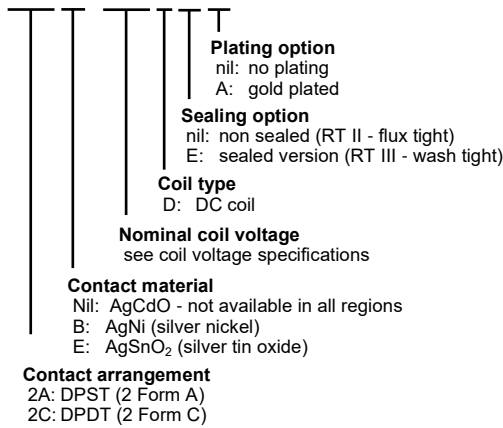 Plating option
nil: no plating
A: gold plated
Sealing option
nil: non sealed (RT II - flux tight)
E: sealed version (RT III - wash tight)
Coil type
D: DC coil
Nominal coil voltage
see coil voltage specifications
Contact material
Nil: AgCdO - not available in all regions
B: AgNi (silver nickel)
E: AgSnO₂ (silver tin oxide)
Contact arrangement
2A: DPST (2 Form A)
2C: DPDT (2 Form C)